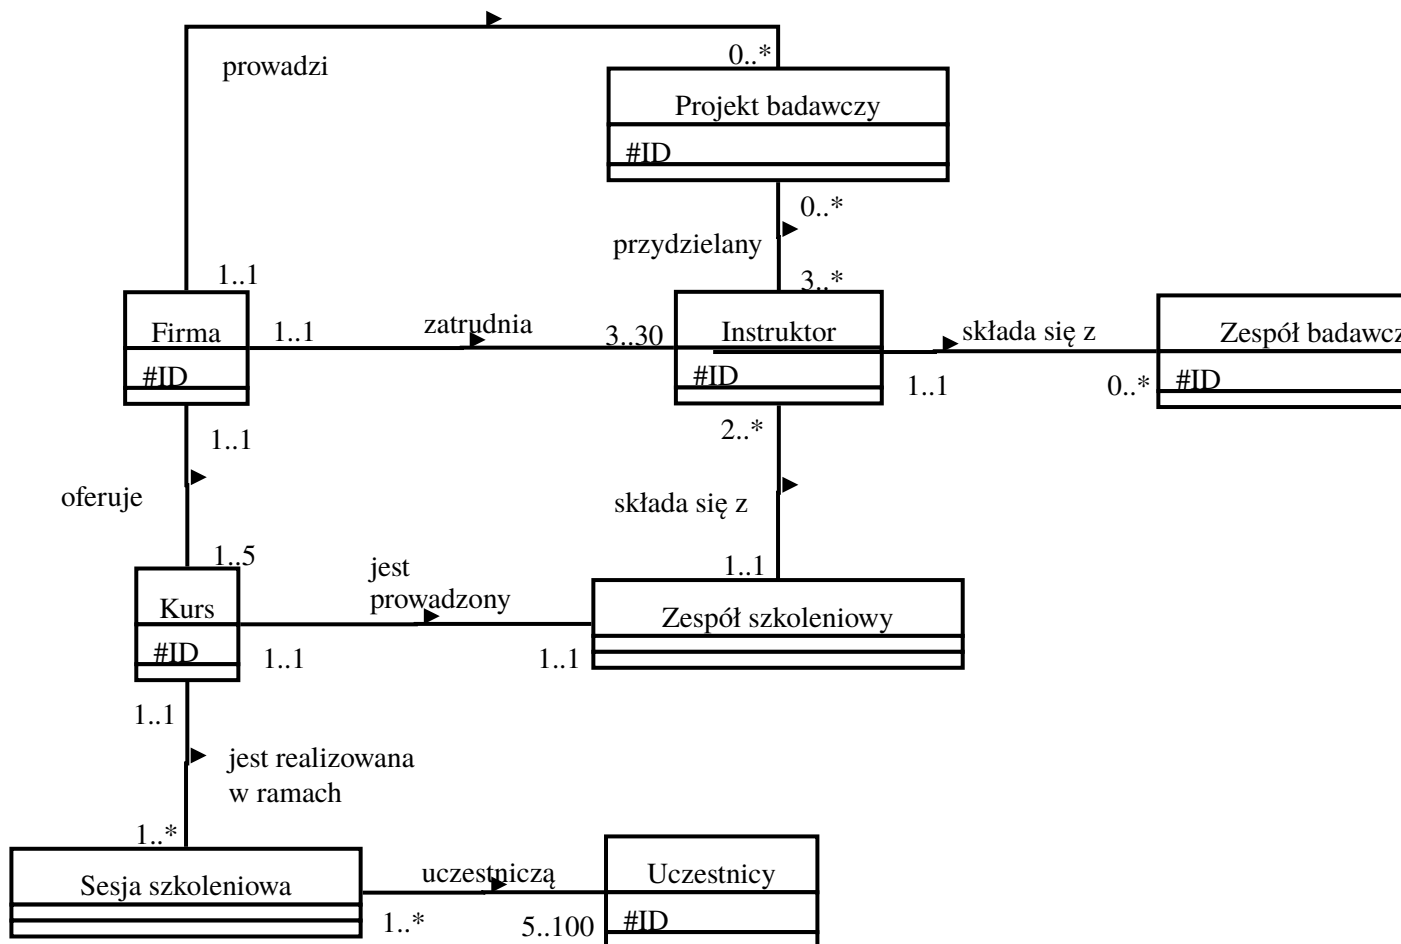 prowadzi
0..*
Projekt badawczy
#ID
0..*
przydzielany
3..*
1..1
Firma
#ID
1..1
zatrudnia
3..30
Instruktor
#ID
składa się z
1..1
0..*
Zespół badawcz
#ID
1..1
oferuje
1..5
2..*
składa się z
1..1
Kurs
#ID
jest
prowadzony
1..1
1..1
Zespół szkoleniowy
1..1
jest realizowana
w ramach
1..*
Sesja szkoleniowa
uczestniczą
1..*
5..100
Uczestnicy
#ID